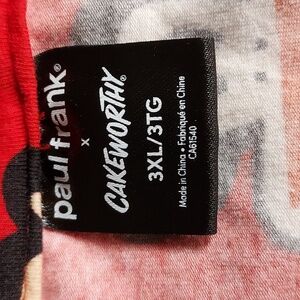 paul frank®
x
CAKEWORTHY®
3XL/3TG
Made in China • Fabriqué en Chine
CA61540